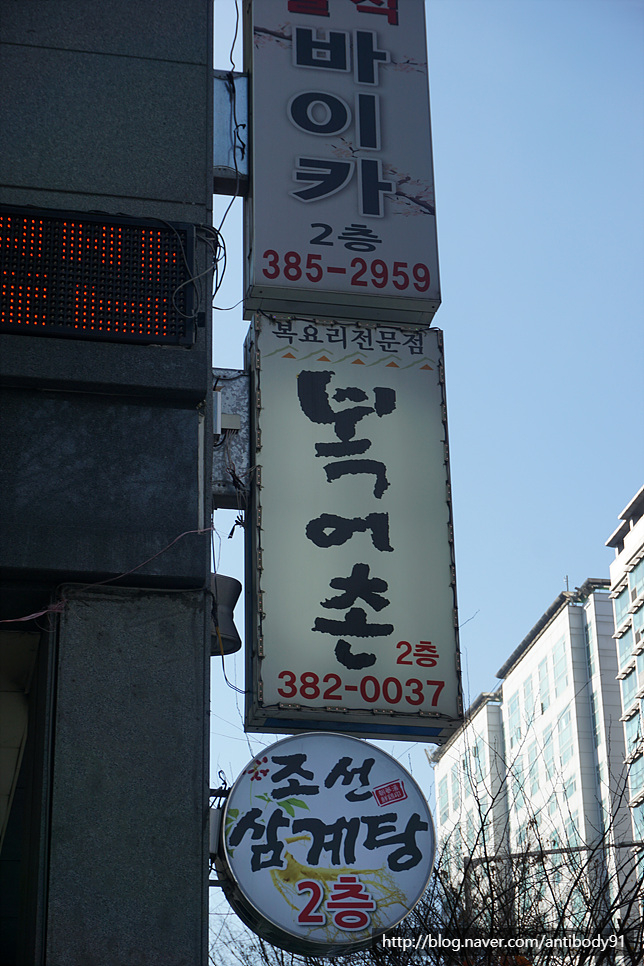 바이카
2층
385-2959
복요리전문점
복어촌
2층
382-0037
조선
삼계탕
2층
http://blog.naver.com/antibody91